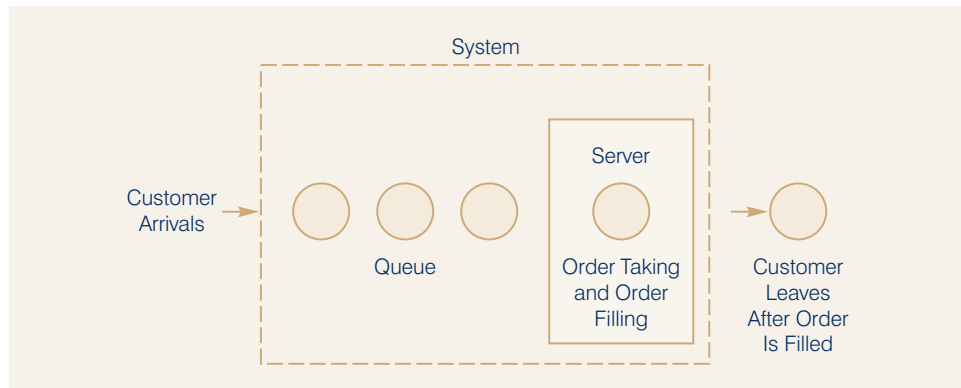 System
Server
Customer
Arrivals
Queue
Order Taking
and Order
Filling
Customer
Leaves
After Order
Is Filled